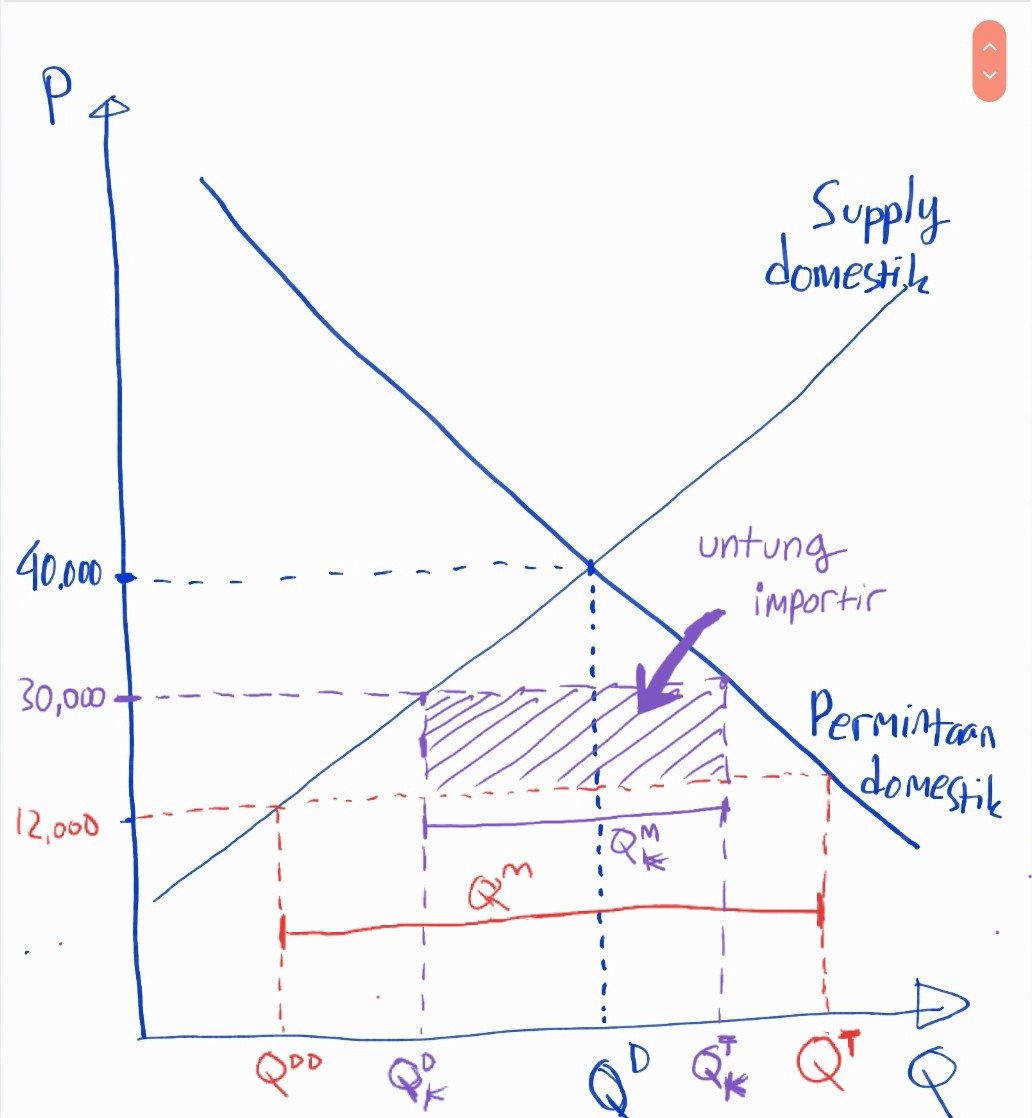 P
Supply
domestik
40.000
untung
importir
30,000
Permintaan
domestik
12,000
Q^M_K
Q^M
Q^DD
Q^D_K
Q^D
Q^T_K
Q^T
Q